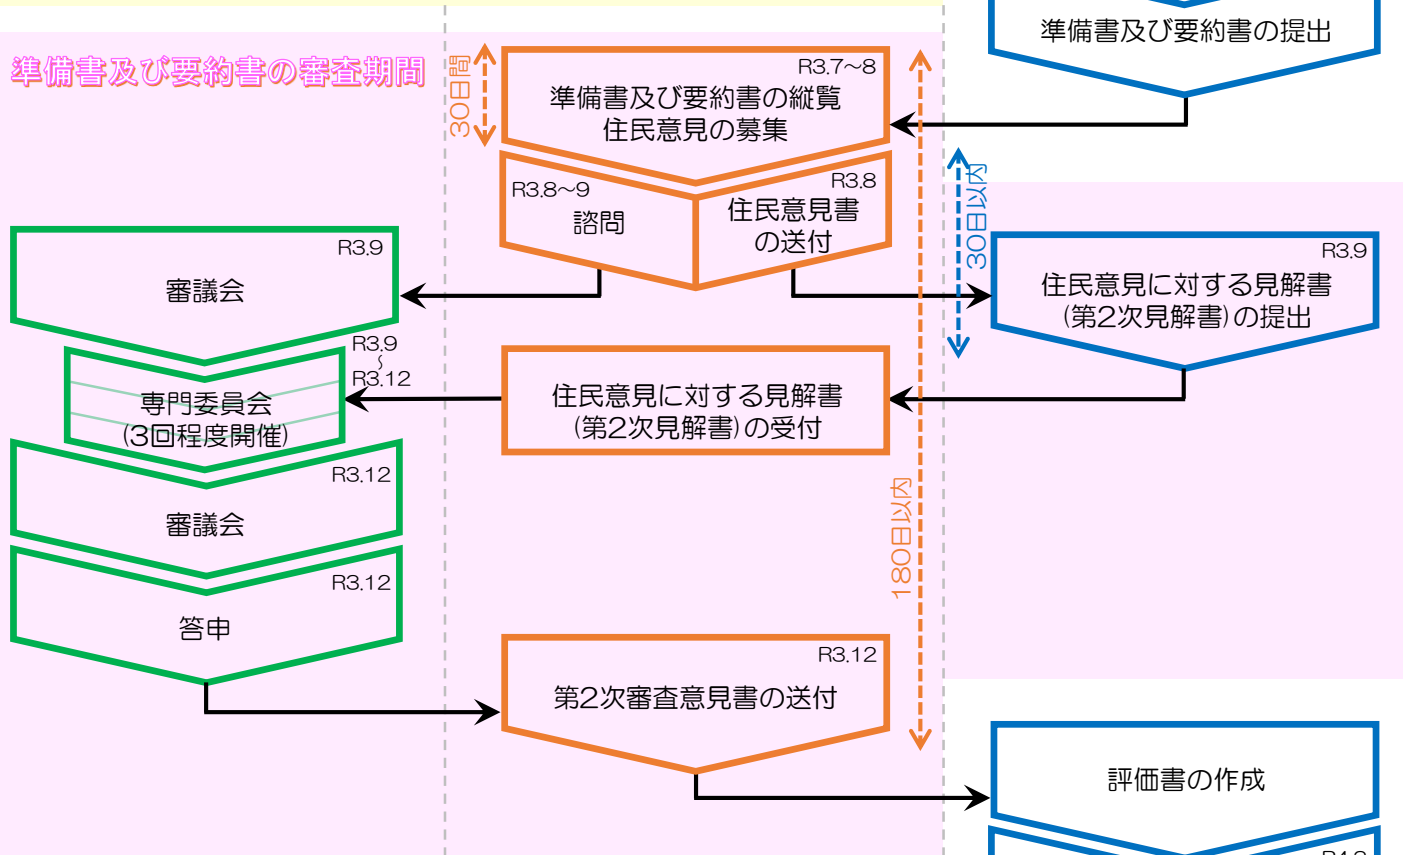 準備書及び要約書の提出
準備書及び要約書の審査期間
30日間
R3.7~8
準備書及び要約書の縦覧
住民意見の募集
R3.8~9
諮問
R3.8
住民意見書
の送付
30日以内
R3.9
審議会
R3.9
住民意見に対する見解書
(第2次見解書)の提出
R3.9
~
R3.12
専門委員会
(3回程度開催)
住民意見に対する見解書
(第2次見解書)の受付
180日以内
R3.12
審議会
R3.12
答申
R3.12
第2次審査意見書の送付
評価書の作成